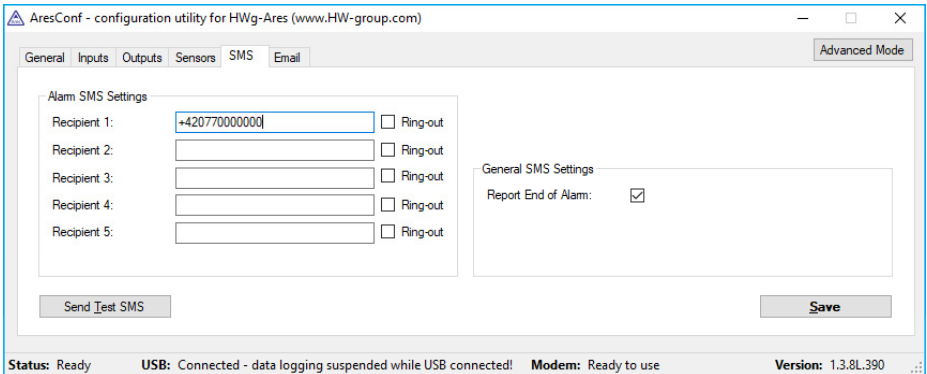 AresConf - configuration utility for HWg-Ares (www.HW-group.com)
General Inputs Outputs Sensors SMS Email
Advanced Mode
Alarm SMS Settings
Recipient 1: +420770000000 Ring-out
Recipient 2: Ring-out
Recipient 3: Ring-out
Recipient 4: Ring-out
Recipient 5: Ring-out
General SMS Settings
Report End of Alarm:
Send Test SMS
Save
Status: Ready USB: Connected - data logging suspended while USB connected! Modem: Ready to use Version: 1.3.8L.390